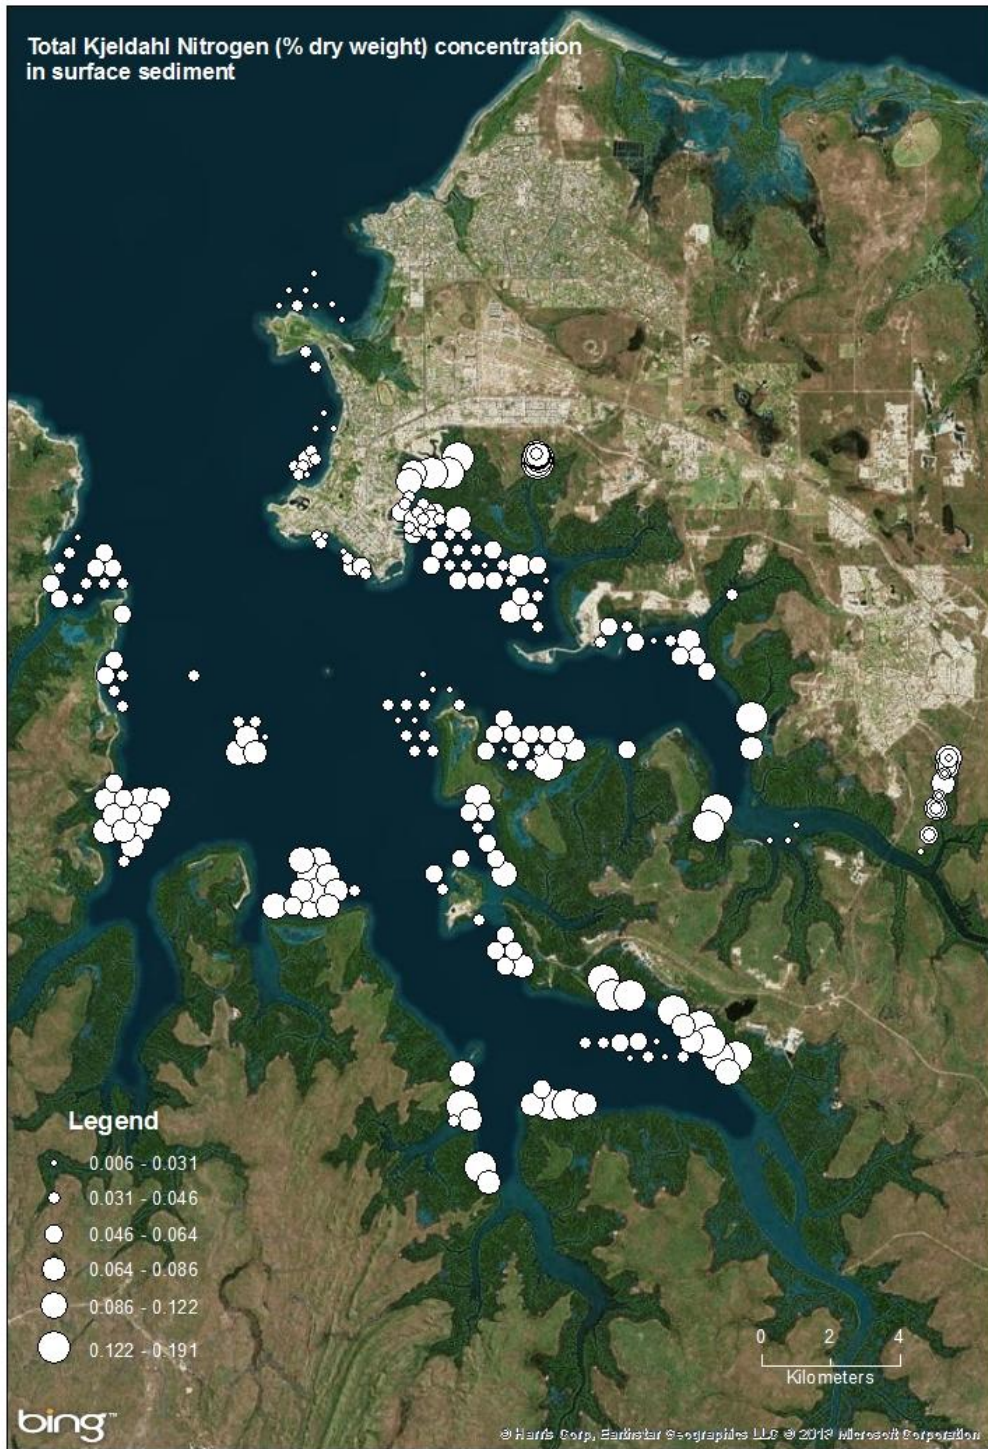 Total Kjeldahl Nitrogen (% dry weight) concentration
in surface sediment
Legend
0.006 - 0.031
0.031 - 0.046
0.046 - 0.064
0.064 - 0.086
0.086 - 0.122
0.122 - 0.191
0 2 4
Kilometers
bing™
© Harris Corp, Earthstar Geographics LLC © 2013 Microsoft Corporation